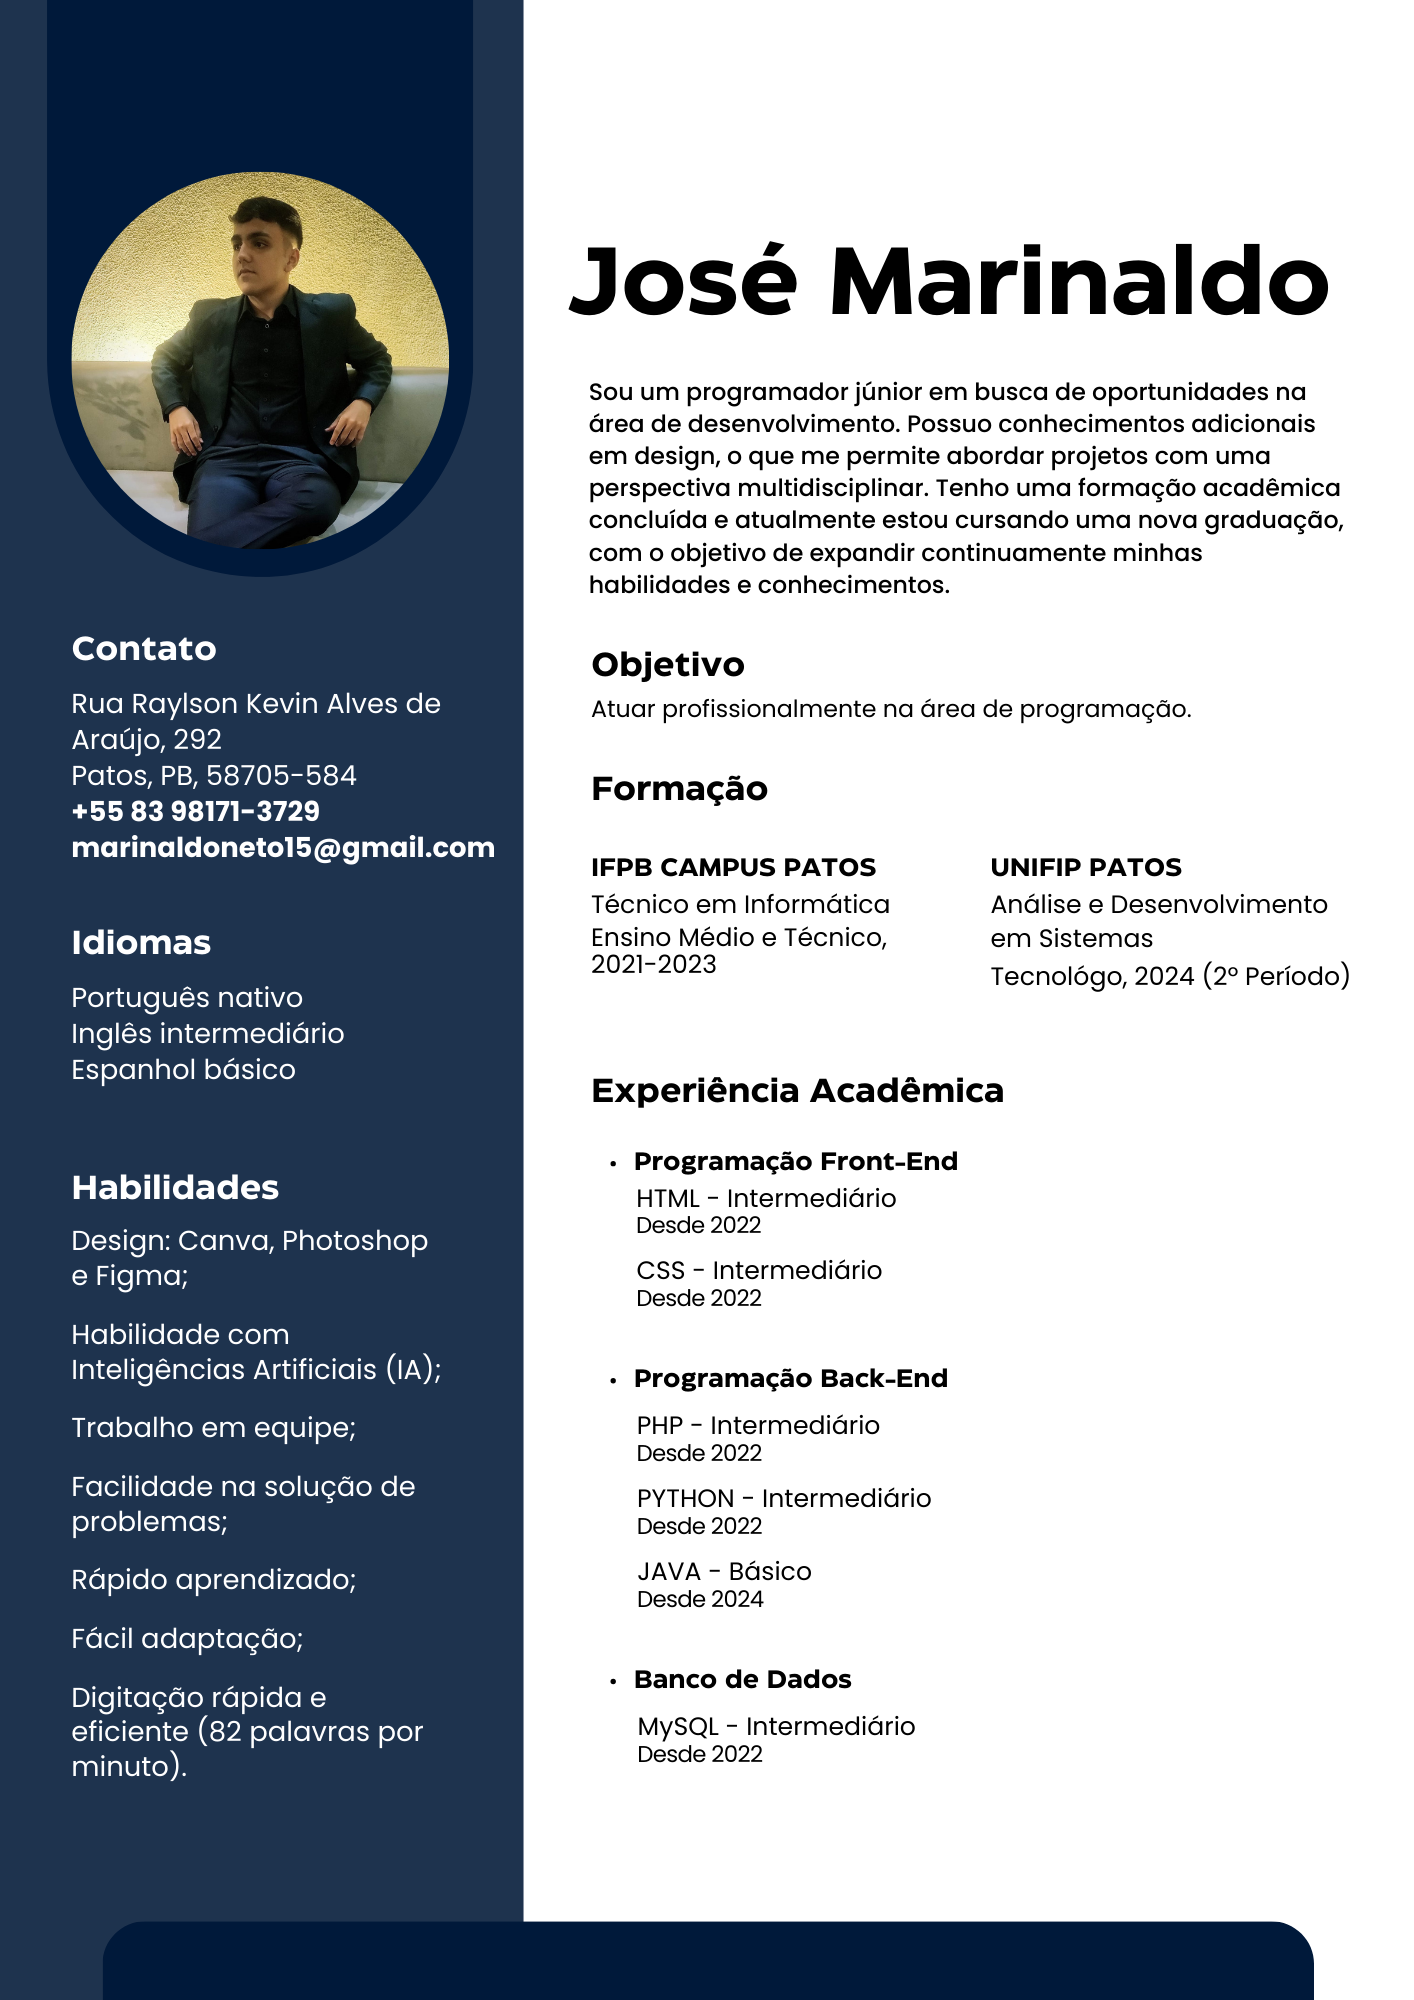 José Marinaldo
Sou um programador júnior em busca de oportunidades na
área de desenvolvimento. Possuo conhecimentos adicionais
em design, o que me permite abordar projetos com uma
perspectiva multidisciplinar. Tenho uma formação acadêmica
concluída e atualmente estou cursando uma nova graduação,
com o objetivo de expandir continuamente minhas
habilidades e conhecimentos.
Contato
Rua Raylson Kevin Alves de
Araújo, 292
Patos, PB, 58705-584
+55 83 98171-3729
marinaldoneto15@gmail.com
Idiomas
Português nativo
Inglês intermediário
Espanhol básico
Habilidades
Design: Canva, Photoshop
e Figma;
Habilidade com
Inteligências Artificiais (IA);
Trabalho em equipe;
Facilidade na solução de
problemas;
Rápido aprendizado;
Fácil adaptação;
Digitação rápida e
eficiente (82 palavras por
minuto).
Objetivo
Atuar profissionalmente na área de programação.
Formação
IFPB CAMPUS PATOS
Técnico em Informática
Ensino Médio e Técnico,
2021-2023
UNIFIP PATOS
Análise e Desenvolvimento
em Sistemas
Tecnológo, 2024 (2º Período)
Experiência Acadêmica
• Programação Front-End
HTML - Intermediário
Desde 2022
CSS - Intermediário
Desde 2022
• Programação Back-End
PHP - Intermediário
Desde 2022
PYTHON - Intermediário
Desde 2022
JAVA - Básico
Desde 2024
• Banco de Dados
MySQL - Intermediário
Desde 2022